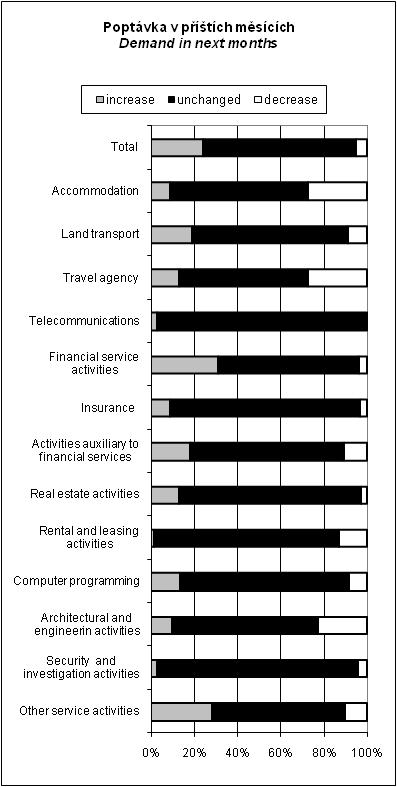 Poptávka v příštích měsících
Demand in next months
increase unchanged decrease
Total
Accommodation
Land transport
Travel agency
Telecommunications
Financial service
activities
Insurance
Activities auxiliary to
financial services
Real estate activities
Rental and leasing
activities
Computer programming
Architectural and
engineerin activities
Security and
investigation activities
Other service activities
0% 20% 40% 60% 80% 100%